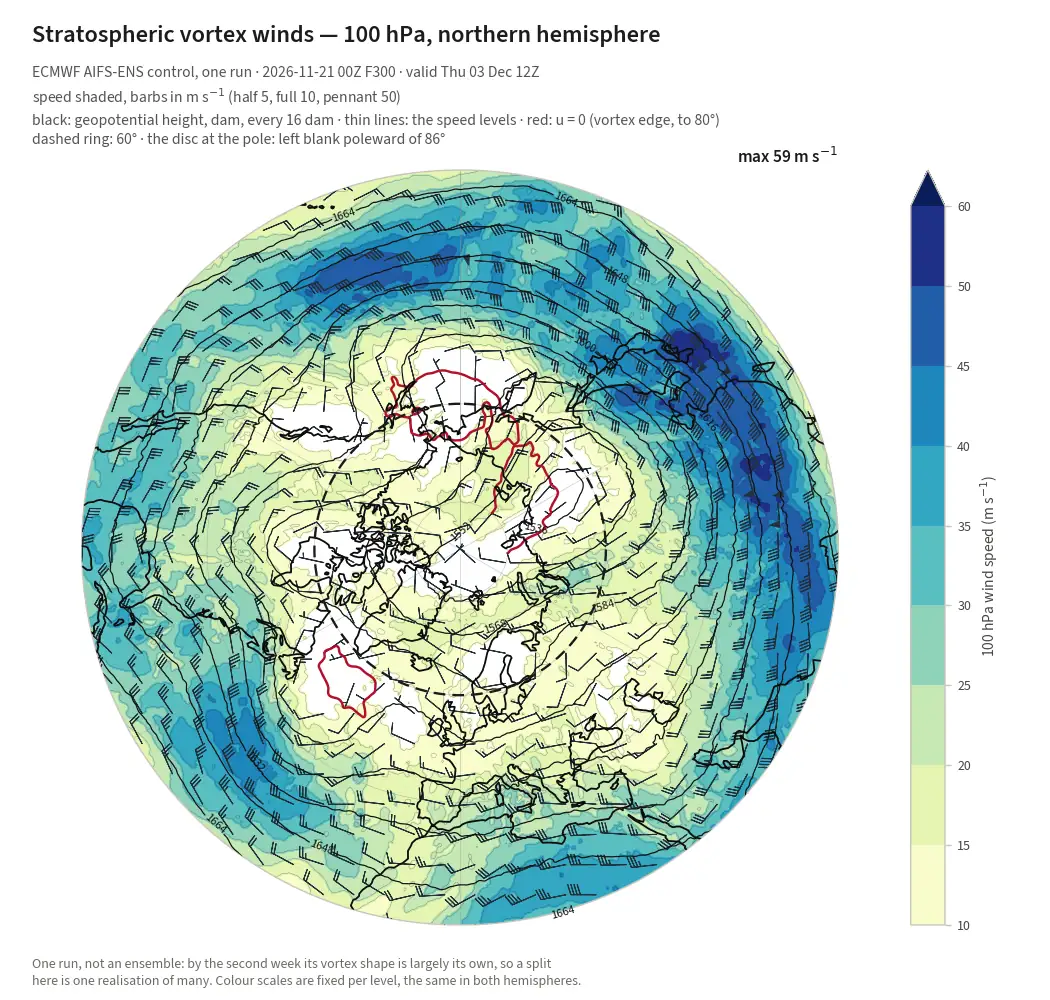 Stratospheric vortex winds — 100 hPa, northern hemisphere
ECMWF AIFS-ENS control, one run · 2026-11-21 00Z F300 · valid Thu 03 Dec 12Z
speed shaded, barbs in m s⁻¹ (half 5, full 10, pennant 50)
black: geopotential height, dam, every 16 dam · thin lines: the speed levels · red: u = 0 (vortex edge, to 80°)
dashed ring: 60° · the disc at the pole: left blank poleward of 86°
max 59 m s⁻¹
1664
1664
1648
1616
1552
1584
1568
1632
1664
1648
1664
60
50
45
40
35
30
25
20
15
10
100 hPa wind speed (m s⁻¹)
One run, not an ensemble: by the second week its vortex shape is largely its own, so a split
here is one realisation of many. Colour scales are fixed per level, the same in both hemispheres.